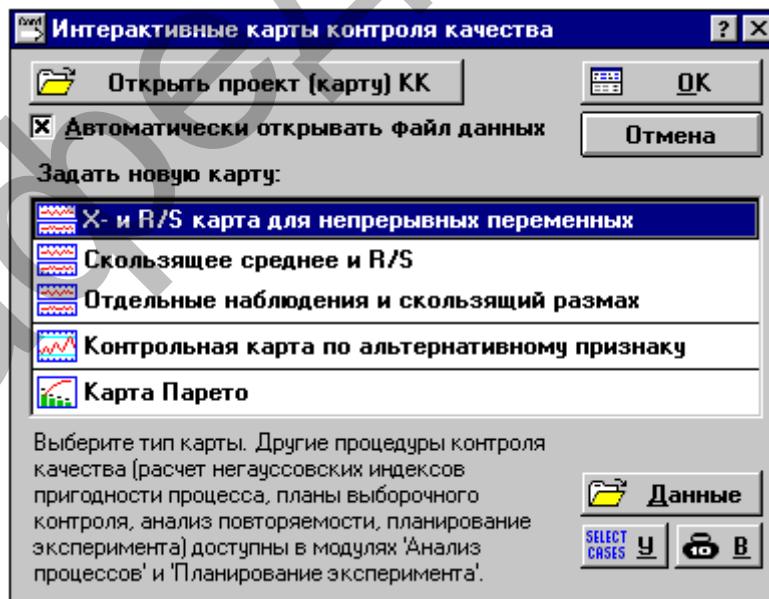 Интерактивные карты контроля качества
Открыть проект (карту) КК
OK
Автоматически открывать файл данных
Отмена
Задать новую карту:
X- и R/S карта для непрерывных переменных
Скользящее среднее и R/S
Отдельные наблюдения и скользящий размах
Контрольная карта по альтернативному признаку
Карта Парето
Выберите тип карты. Другие процедуры контроля
качества (расчет негауссовских индексов
пригодности процесса, планы выборочного
контроля, анализ повторяемости, планирование
эксперимента) доступны в модулях 'Анализ
процессов' и 'Планирование эксперимента'.
Данные
SELECT
CASES У
В